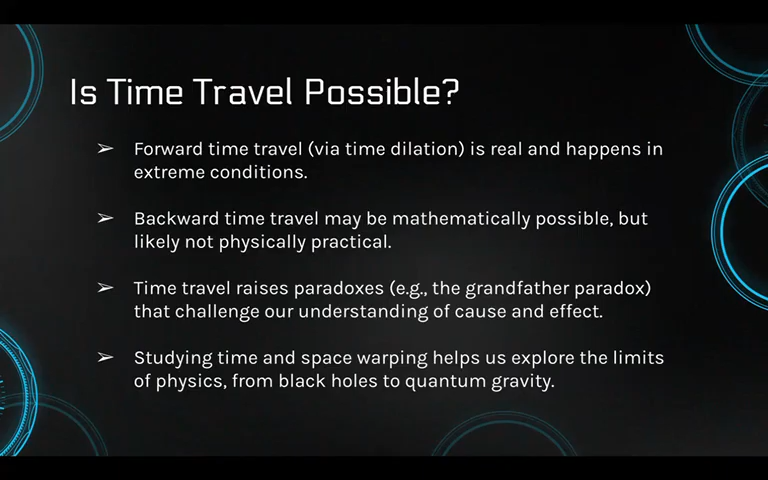 Is Time Travel Possible?
➢ Forward time travel (via time dilation) is real and happens in
extreme conditions.
➢ Backward time travel may be mathematically possible, but
likely not physically practical.
➢ Time travel raises paradoxes (e.g., the grandfather paradox)
that challenge our understanding of cause and effect.
➢ Studying time and space warping helps us explore the limits
of physics, from black holes to quantum gravity.